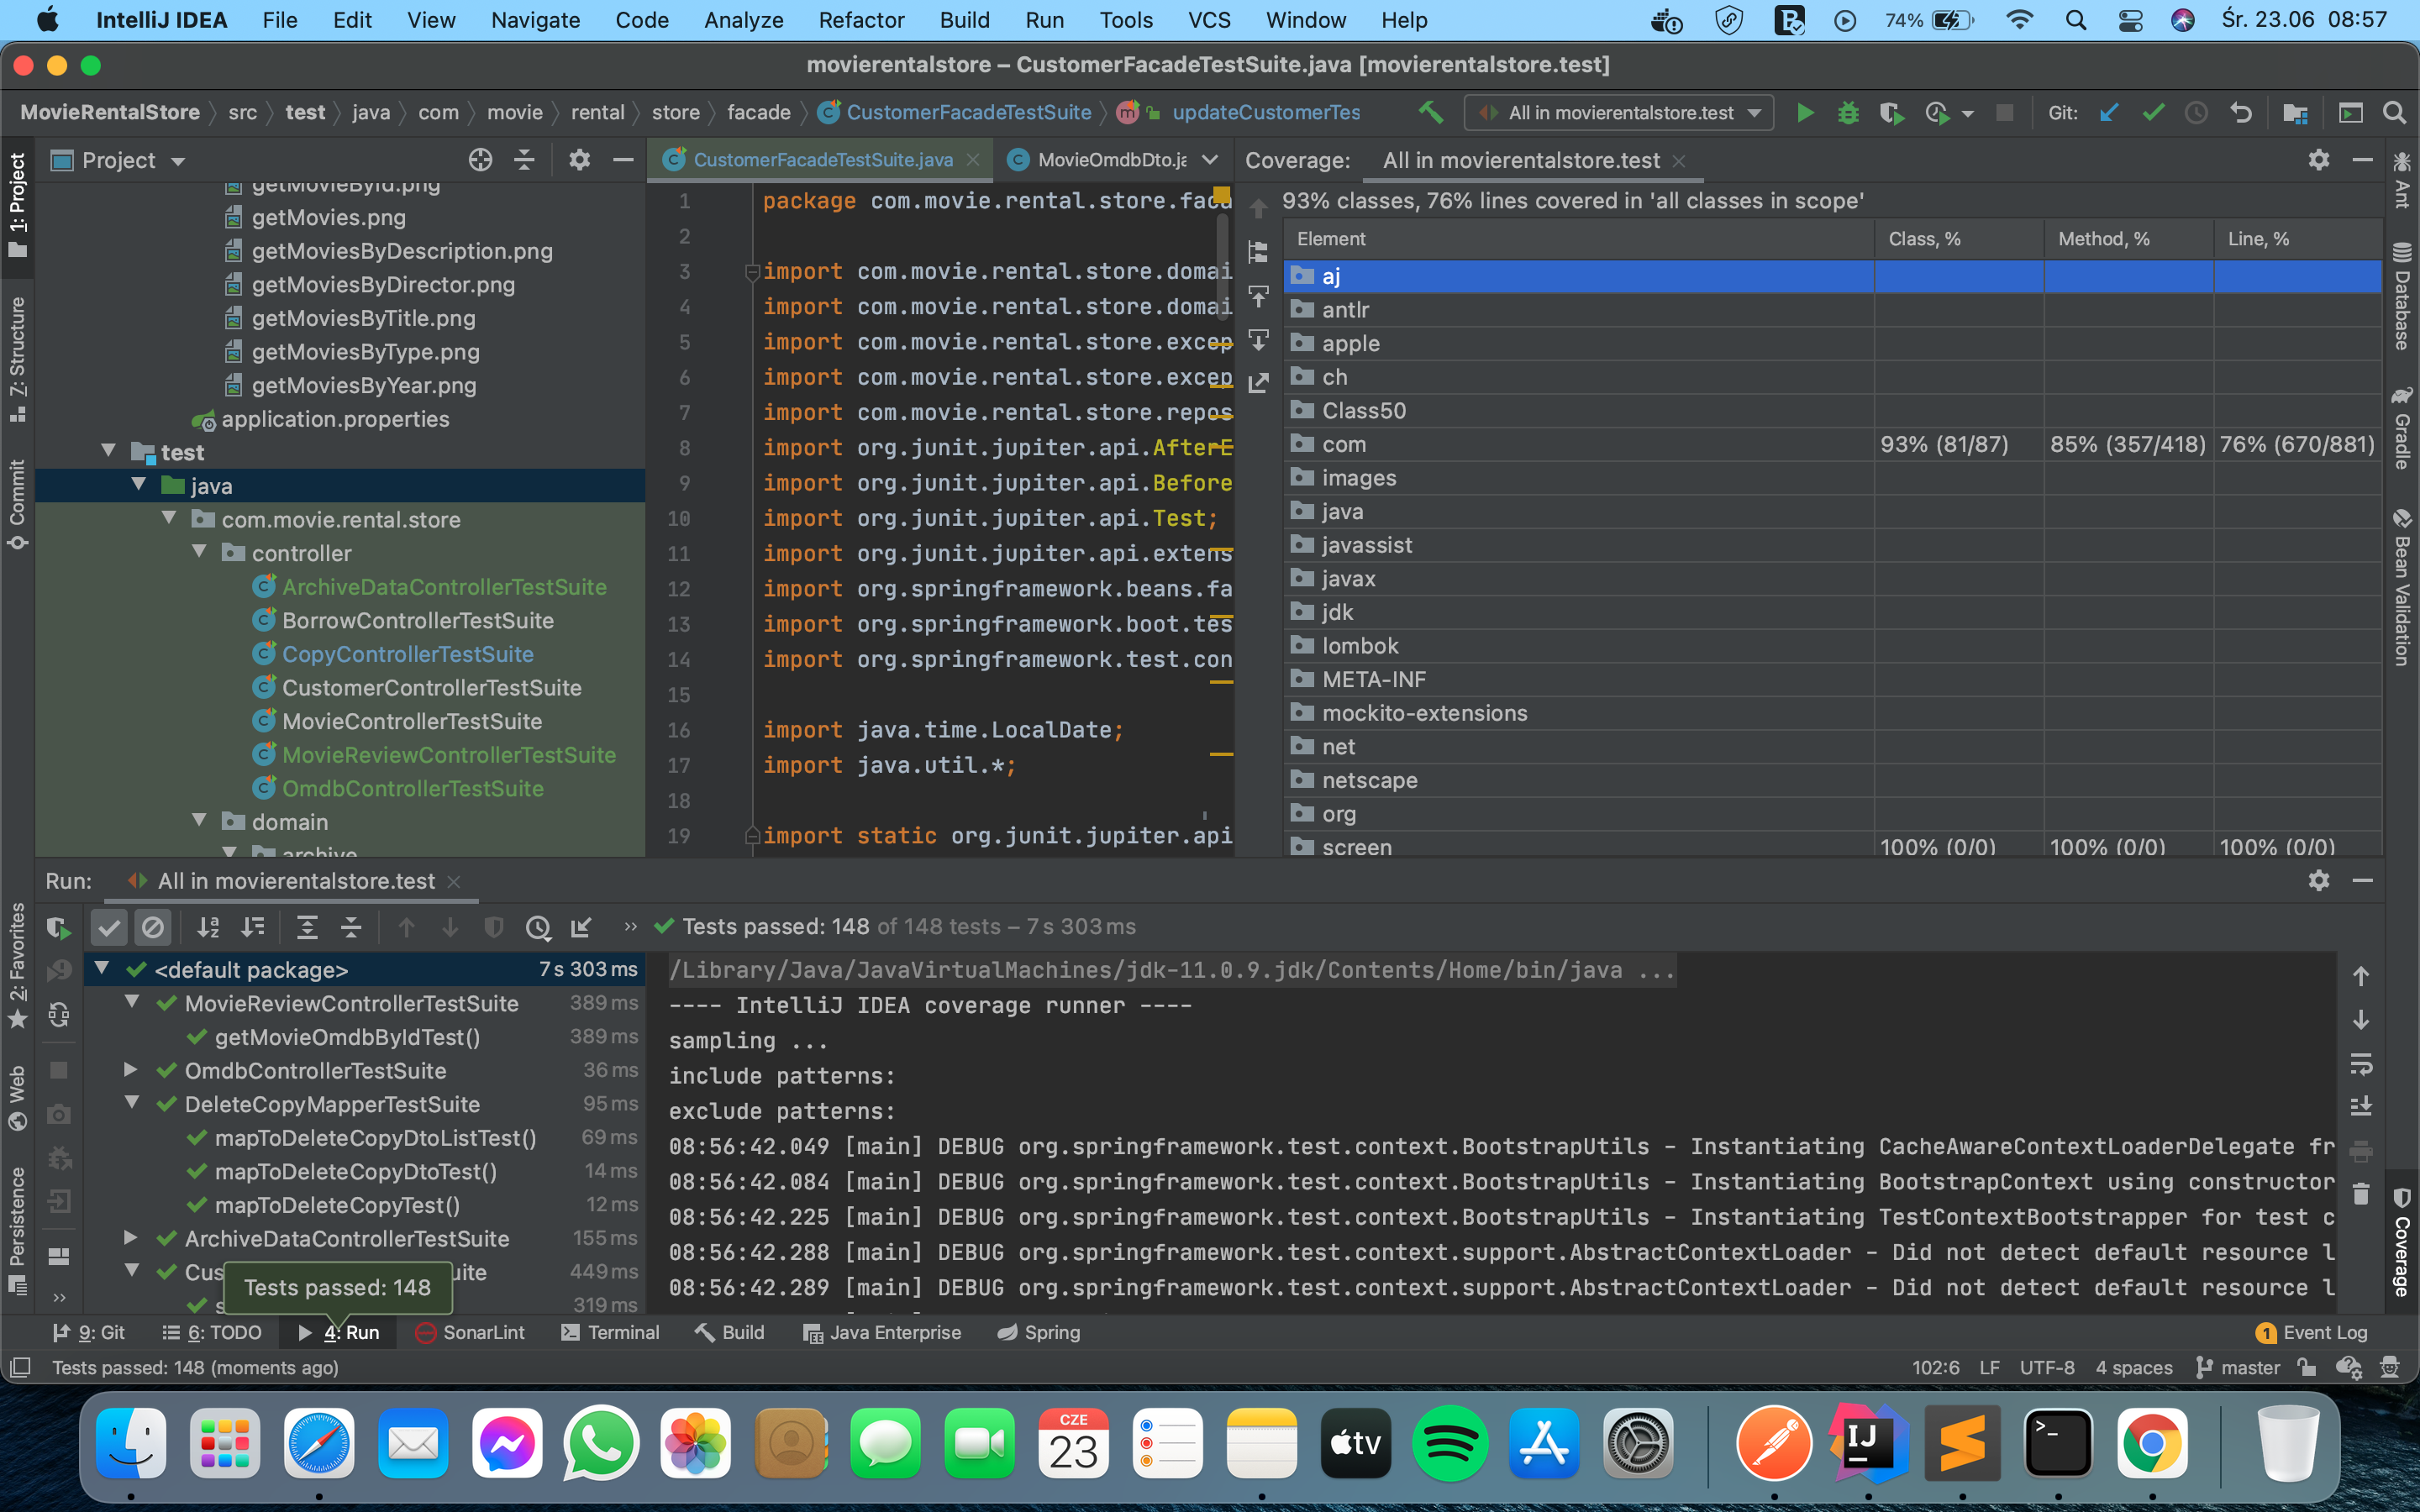 IntelliJ IDEA File Edit View Navigate Code Analyze Refactor Build Run Tools VCS Window Help 74% Śr. 23.06 08:57
movierentalstore – CustomerFacadeTestSuite.java [movierentalstore.test]
MovieRentalStore src test java com movie rental store facade CustomerFacadeTestSuite updateCustomerTes All in movierentalstore.test Git:
Project
CustomerFacadeTestSuite.java MovieOmdbDto.ja
Coverage: All in movierentalstore.test
1: Project
7: Structure
Commit
2: Favorites
Web
Persistence
getMovieById.png
getMovies.png
getMoviesByDescription.png
getMoviesByDirector.png
getMoviesByTitle.png
getMoviesByType.png
getMoviesByYear.png
application.properties
test
java
com.movie.rental.store
controller
ArchiveDataControllerTestSuite
BorrowControllerTestSuite
CopyControllerTestSuite
CustomerControllerTestSuite
MovieControllerTestSuite
MovieReviewControllerTestSuite
OmdbControllerTestSuite
domain
archive
1 package com.movie.rental.store.faca
2
3 import com.movie.rental.store.domai
4 import com.movie.rental.store.domai
5 import com.movie.rental.store.excep
6 import com.movie.rental.store.excep
7 import com.movie.rental.store.repos
8 import org.junit.jupiter.api.AfterE
9 import org.junit.jupiter.api.Before
10 import org.junit.jupiter.api.Test;
11 import org.junit.jupiter.api.extens
12 import org.springframework.beans.fa
13 import org.springframework.boot.tes
14 import org.springframework.test.con
15
16 import java.time.LocalDate;
17 import java.util.*;
18
19 import static org.junit.jupiter.api
93% classes, 76% lines covered in 'all classes in scope'
Element Class, % Method, % Line, %
aj
antlr
apple
ch
Class50
com 93% (81/87) 85% (357/418) 76% (670/881)
images
java
javassist
javax
jdk
lombok
META-INF
mockito-extensions
net
netscape
org
screen 100% (0/0) 100% (0/0) 100% (0/0)
Ant
Database
Gradle
Bean Validation
Coverage
Run: All in movierentalstore.test
Tests passed: 148 of 148 tests – 7 s 303 ms
<default package> 7 s 303 ms
MovieReviewControllerTestSuite 389 ms
getMovieOmdbByIdTest() 389 ms
OmdbControllerTestSuite 36 ms
DeleteCopyMapperTestSuite 95 ms
mapToDeleteCopyDtoListTest() 69 ms
mapToDeleteCopyDtoTest() 14 ms
mapToDeleteCopyTest() 12 ms
ArchiveDataControllerTestSuite 155 ms
Cus uite 449 ms
s 319 ms
Tests passed: 148
/Library/Java/JavaVirtualMachines/jdk-11.0.9.jdk/Contents/Home/bin/java ...
---- IntelliJ IDEA coverage runner ----
sampling ...
include patterns:
exclude patterns:
08:56:42.049 [main] DEBUG org.springframework.test.context.BootstrapUtils - Instantiating CacheAwareContextLoaderDelegate fr
08:56:42.084 [main] DEBUG org.springframework.test.context.BootstrapUtils - Instantiating BootstrapContext using constructor
08:56:42.225 [main] DEBUG org.springframework.test.context.BootstrapUtils - Instantiating TestContextBootstrapper for test c
08:56:42.288 [main] DEBUG org.springframework.test.context.support.AbstractContextLoader - Did not detect default resource l
08:56:42.289 [main] DEBUG org.springframework.test.context.support.AbstractContextLoader - Did not detect default resource l
9: Git 6: TODO 4: Run SonarLint Terminal Build Java Enterprise Spring 1 Event Log
Tests passed: 148 (moments ago) 102:6 LF UTF-8 4 spaces master
CZE
23
tv
IJ
>_